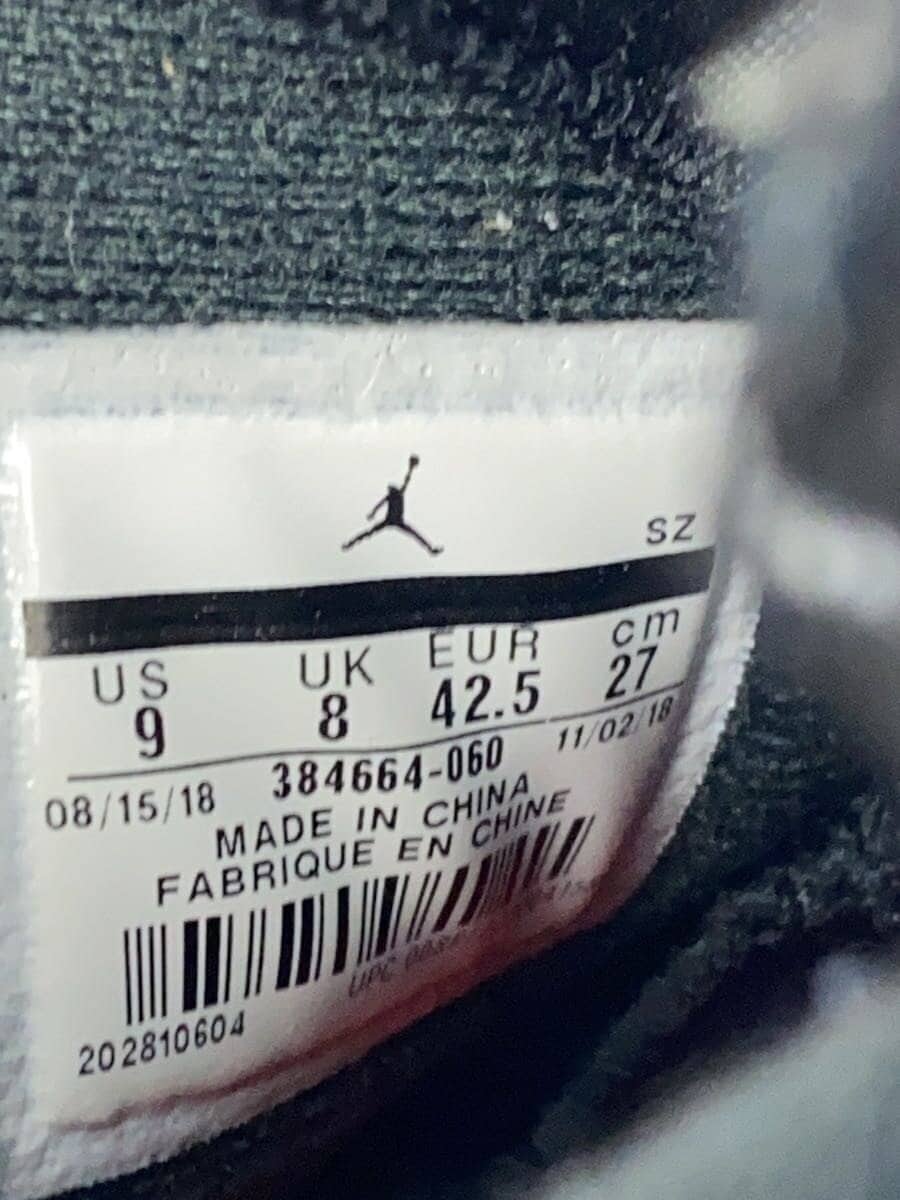 SZ
US UK EUR cm
9 8 42.5 27
08/15/18 384664-060 11/02/18
MADE IN CHINA
FABRIQUE EN CHINE
UPC
202810604